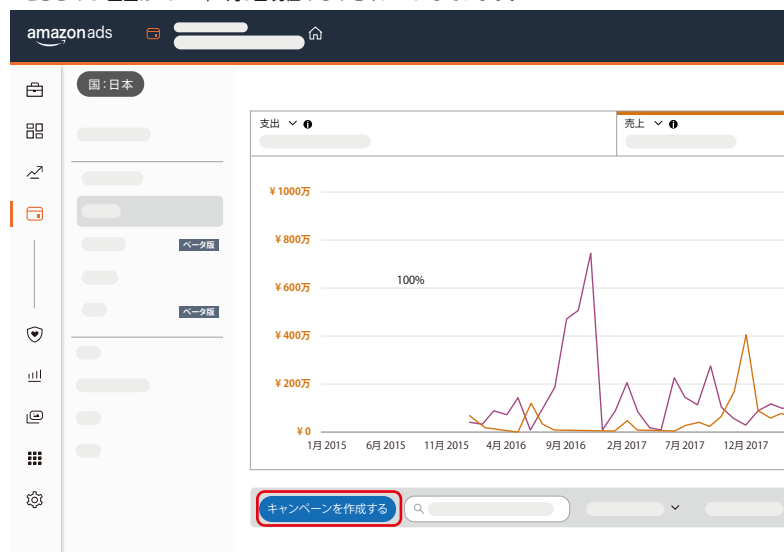 amazon ads
国：日本
支出
売上
¥1000万
¥800万
ベータ版
100%
¥600万
ベータ版
¥400万
¥200万
¥0
1月 2015 6月 2015 11月 2015 4月 2016 9月 2016 2月 2017 7月 2017 12月 2017
キャンペーンを作成する